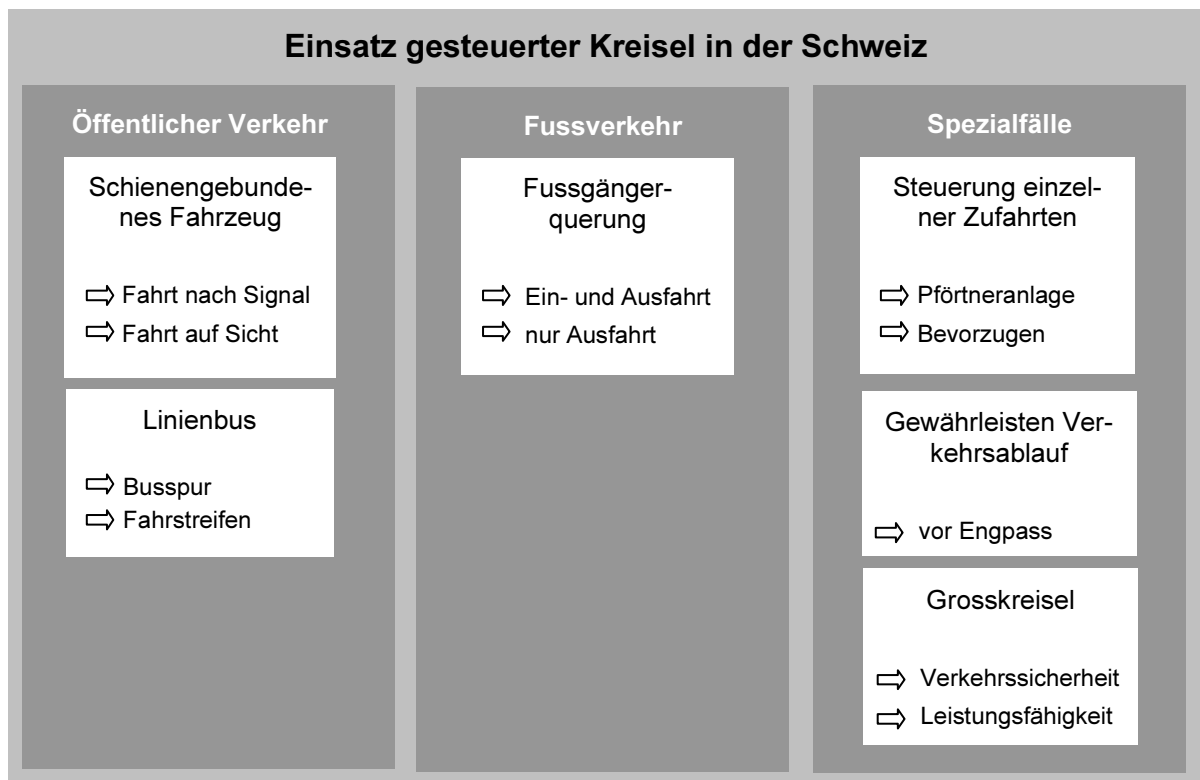 Einsatz gesteuerter Kreisel in der Schweiz
Öffentlicher Verkehr
Schienengebunde-
nes Fahrzeug
⇨ Fahrt nach Signal
⇨ Fahrt auf Sicht
Linienbus
⇨ Busspur
⇨ Fahrstreifen
Fussverkehr
Fussgänger-
querung
⇨ Ein- und Ausfahrt
⇨ nur Ausfahrt
Spezialfälle
Steuerung einzel-
ner Zufahrten
⇨ Pförtneranlage
⇨ Bevorzugen
Gewährleisten Ver-
kehrsablauf
⇨ vor Engpass
Grosskreisel
⇨ Verkehrssicherheit
⇨ Leistungsfähigkeit